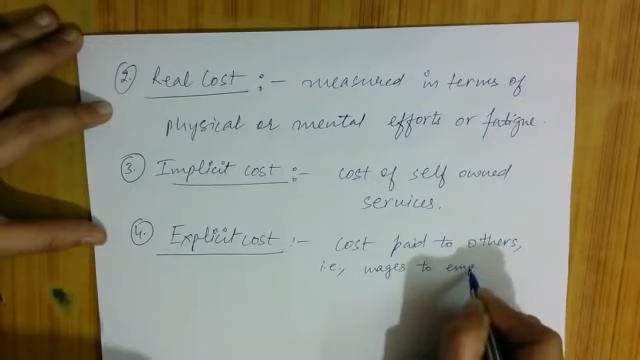 2. Real Cost :- measured in terms of
physical or mental efforts or fatigue.
3. Implicit cost :- cost of self owned
services.
4. Explicit cost :- cost paid to others,
i.e, wages to emp